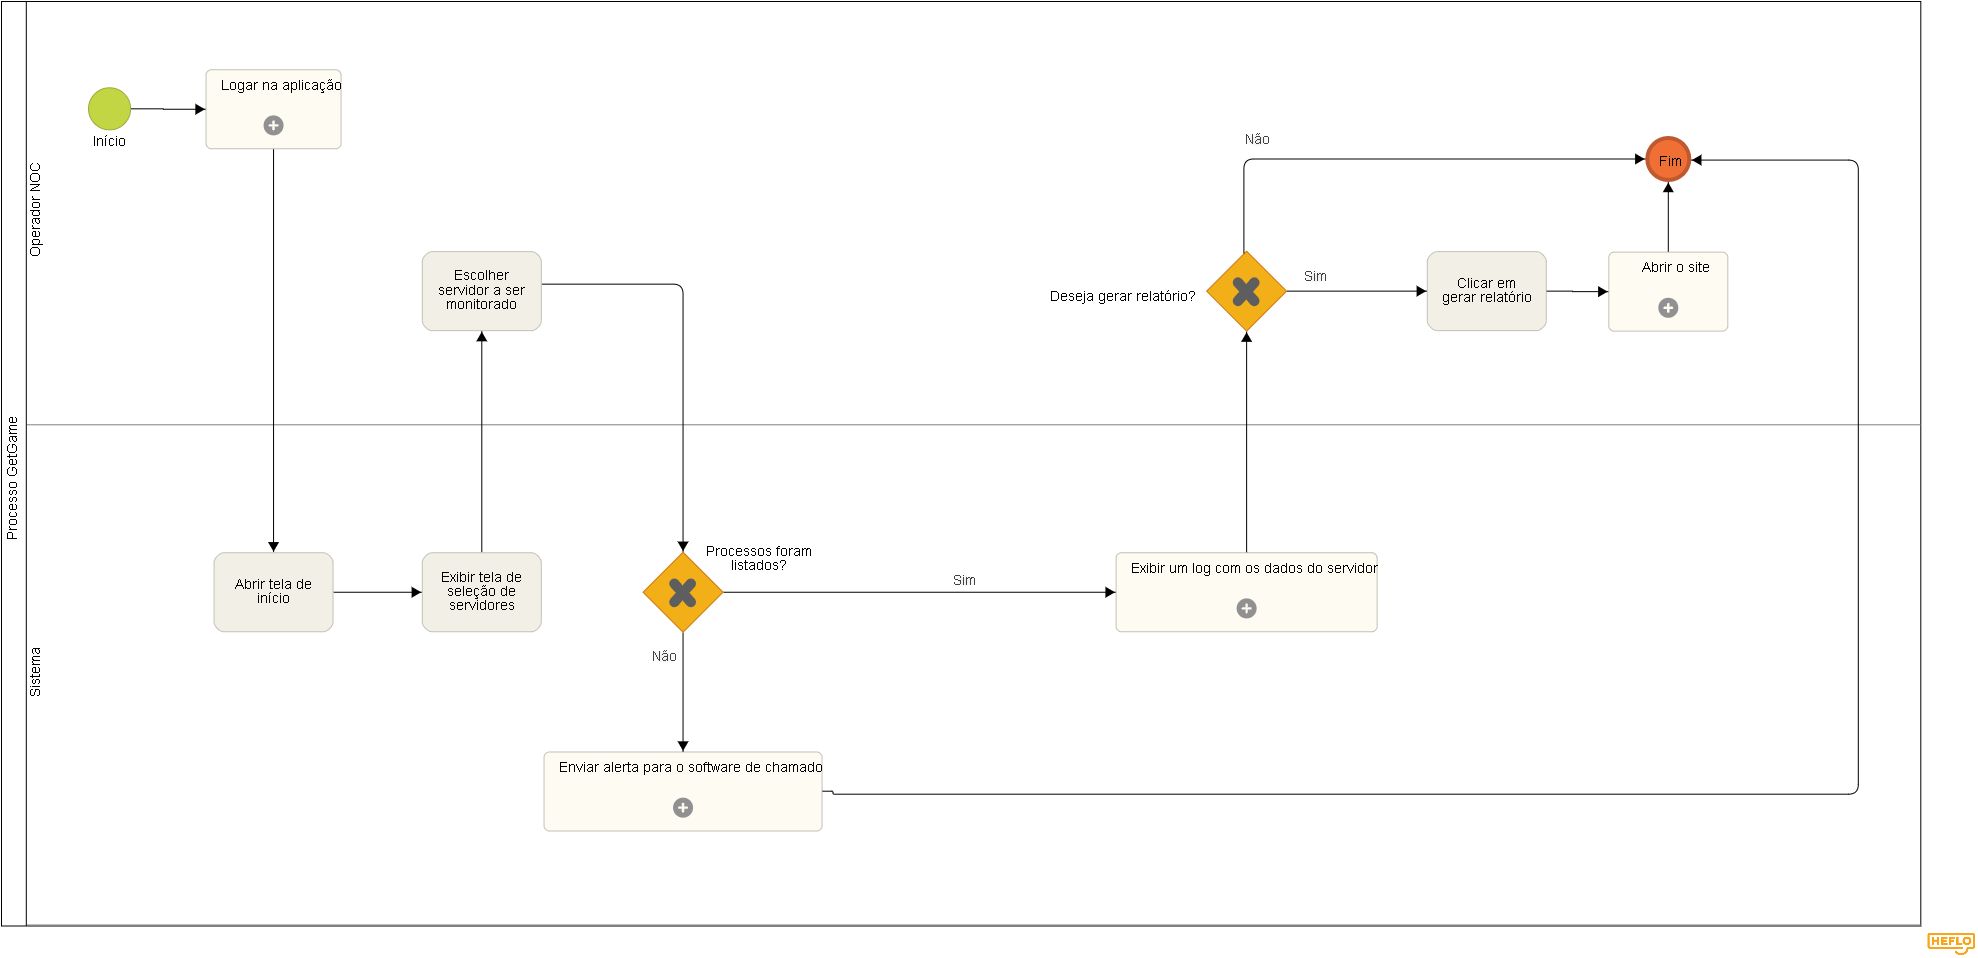 Processo GetGame
Operador NOC
Início
Logar na aplicação
Escolher
servidor a ser
monitorado
Não
Deseja gerar relatório?
Sim
Clicar em
gerar relatório
Abrir o site
Fim
Sistema
Abrir tela de
início
Exibir tela de
seleção de
servidores
Processos foram
listados?
Sim
Não
Exibir um log com os dados do servidor
Enviar alerta para o software de chamado
HEFLO